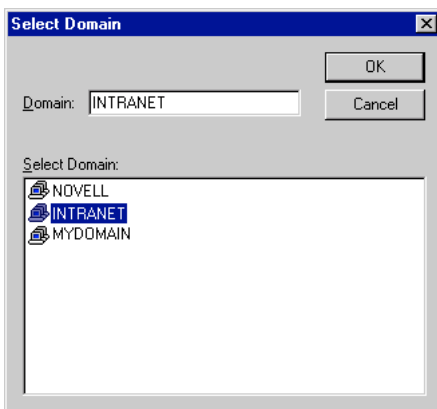 Select Domain
OK
Domain: INTRANET
Cancel
Select Domain:
NOVELL
INTRANET
MYDOMAIN